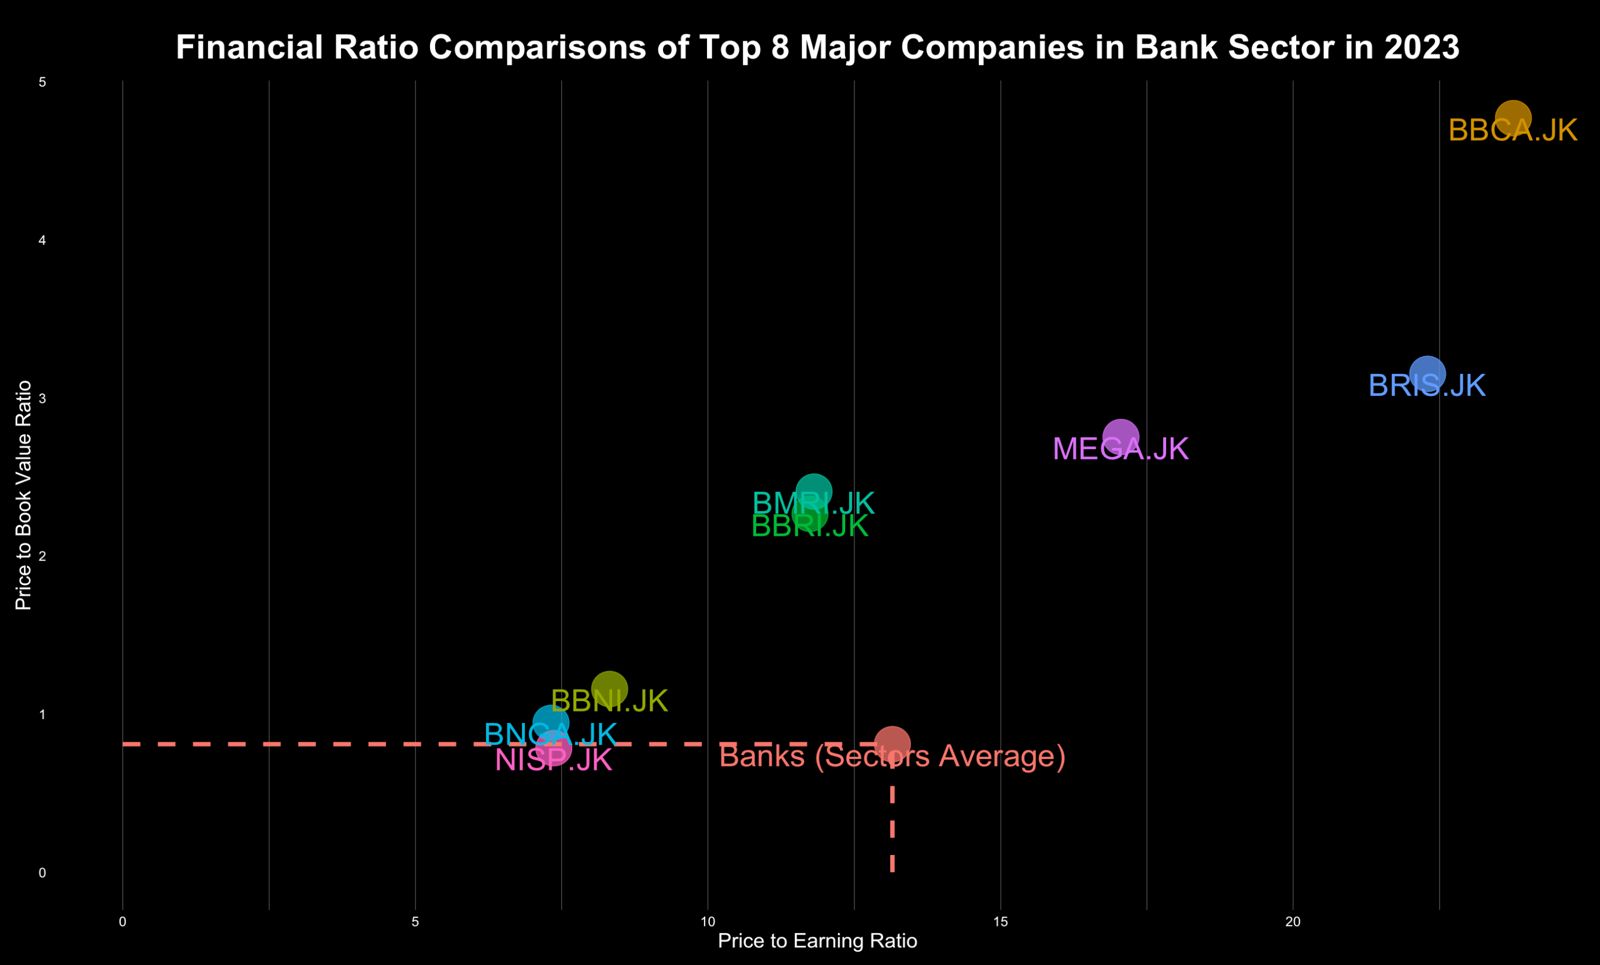 Financial Ratio Comparisons of Top 8 Major Companies in Bank Sector in 2023
5
4
3
2
1
0
Price to Book Value Ratio
BBCA.JK
BRIS.JK
MEGA.JK
BMRI.JK
BBRI.JK
BBNI.JK
BNGA.JK
NISP.JK
Banks (Sectors Average)
0
5
10
15
20
Price to Earning Ratio